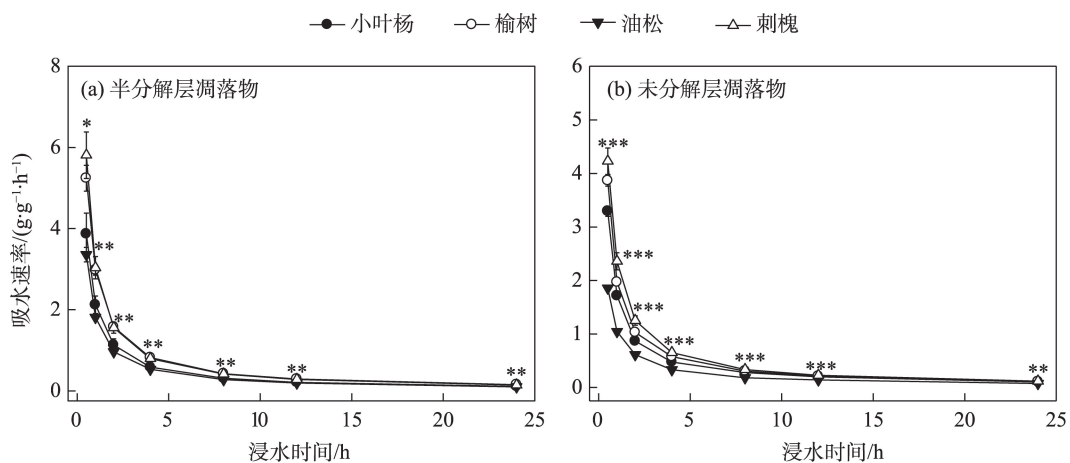 小叶杨 榆树 油松 刺槐
(a) 半分解层凋落物
吸水速率/(g·g⁻¹·h⁻¹)
8
6
4
2
0
* ** ** ** ** ** **
0 5 10 15 20 25
浸水时间/h
(b) 未分解层凋落物
6
5
4
3
2
1
0
*** *** *** *** *** *** **
0 5 10 15 20 25
浸水时间/h